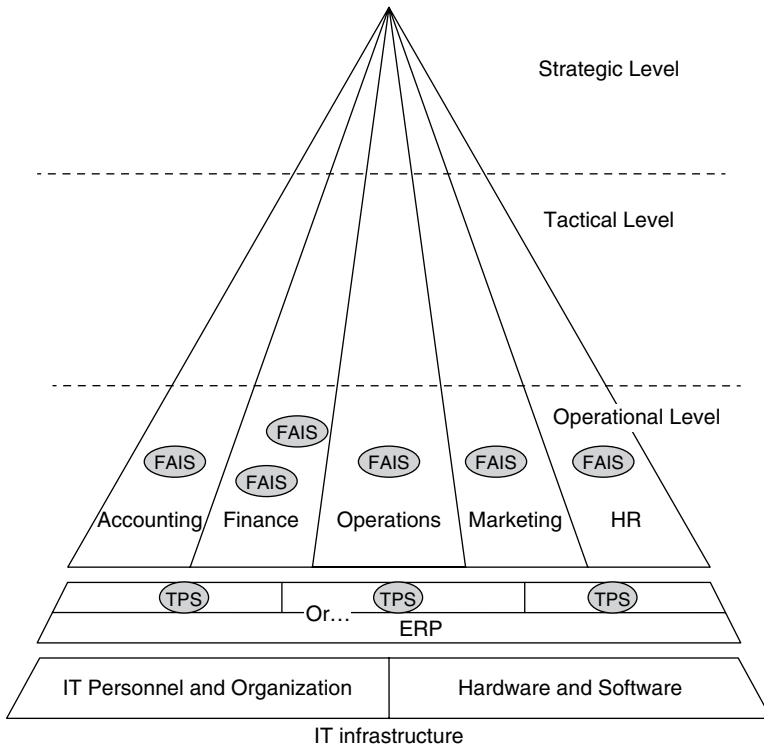 Strategic Level
Tactical Level
Operational Level
FAIS
FAIS FAIS FAIS FAIS
FAIS
Accounting Finance Operations Marketing HR
TPS TPS TPS
Or...
ERP
IT Personnel and Organization Hardware and Software
IT infrastructure